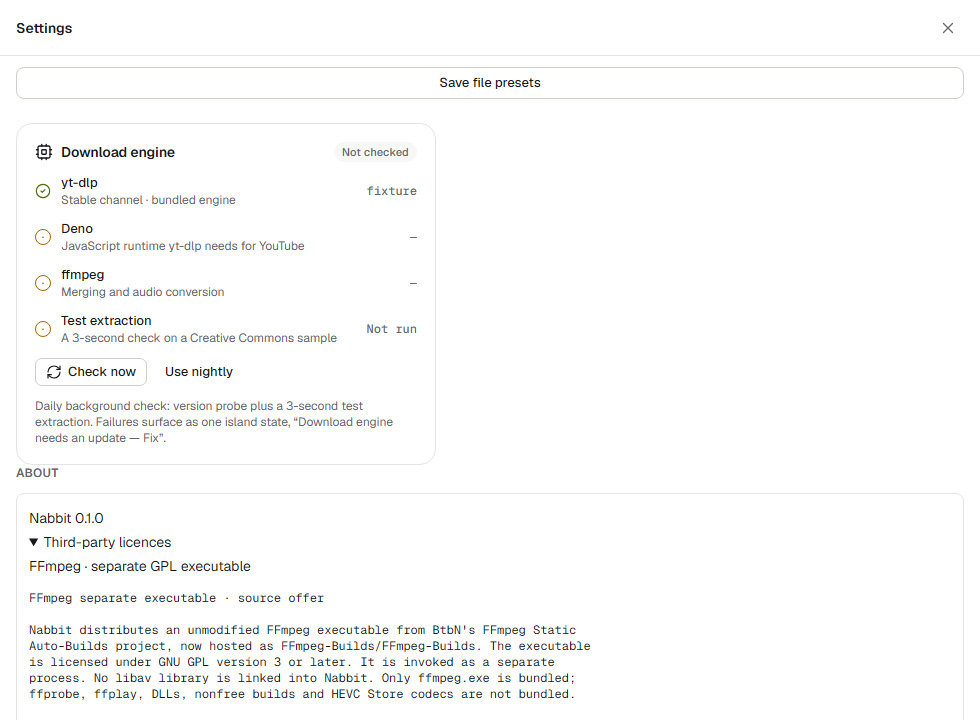 Settings
Save file presets
Download engine
Not checked
yt-dlp
Stable channel · bundled engine
fixture
Deno
JavaScript runtime yt-dlp needs for YouTube
—
ffmpeg
Merging and audio conversion
—
Test extraction
A 3-second check on a Creative Commons sample
Not run
Check now
Use nightly
Daily background check: version probe plus a 3-second test
extraction. Failures surface as one island state, “Download engine
needs an update — Fix”.
ABOUT
Nabbit 0.1.0
Third-party licences
FFmpeg · separate GPL executable
FFmpeg separate executable · source offer
Nabbit distributes an unmodified FFmpeg executable from BtbN's FFmpeg Static
Auto-Builds project, now hosted as FFmpeg-Builds/FFmpeg-Builds. The executable
is licensed under GNU GPL version 3 or later. It is invoked as a separate
process. No libav library is linked into Nabbit. Only ffmpeg.exe is bundled;
ffprobe, ffplay, DLLs, nonfree builds and HEVC Store codecs are not bundled.